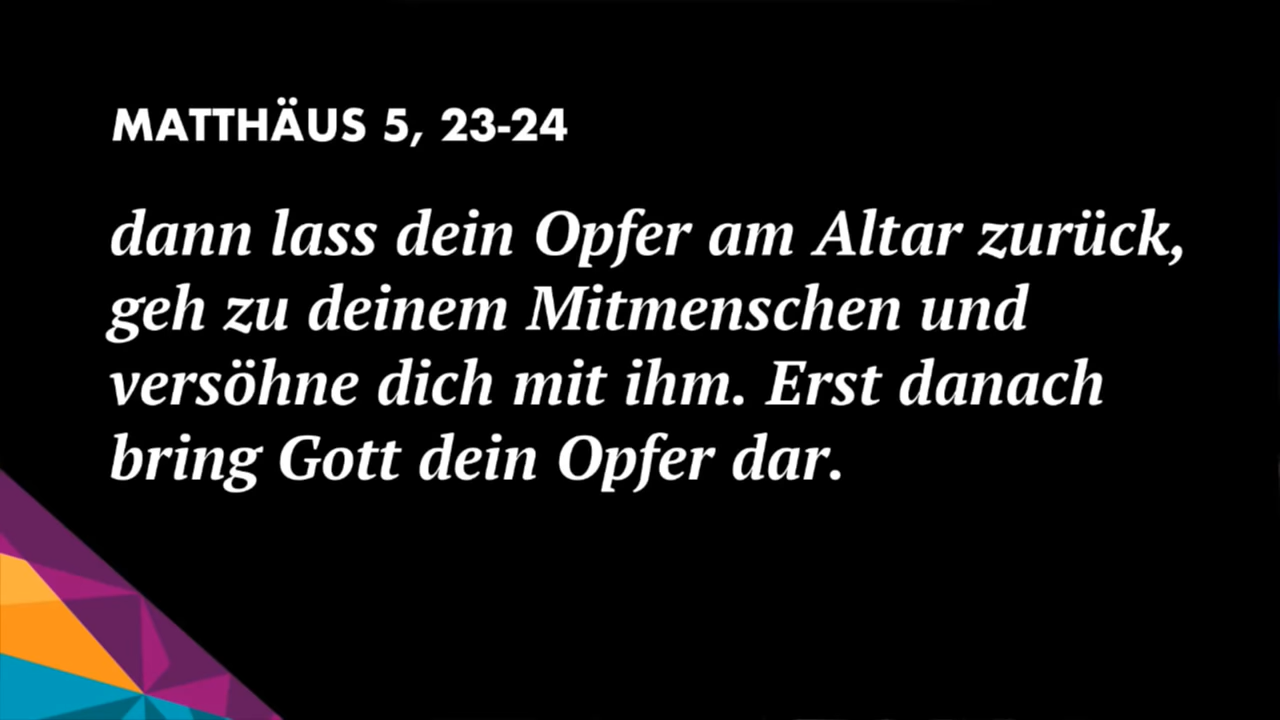 MATTHÄUS 5, 23-24
dann lass dein Opfer am Altar zurück,
geh zu deinem Mitmenschen und
versöhne dich mit ihm. Erst danach
bring Gott dein Opfer dar.